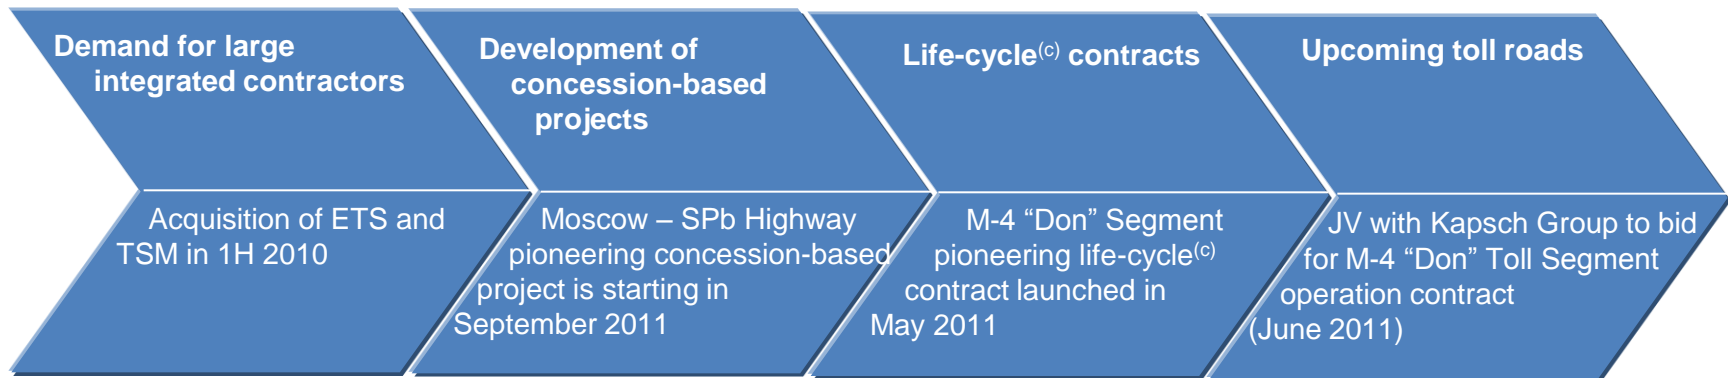 Demand for large
integrated contractors
Acquisition of ETS and
TSM in 1H 2010
Development of
concession-based
projects
Moscow – SPb Highway
pioneering concession-based
project is starting in
September 2011
Life-cycle(c) contracts
M-4 “Don” Segment
pioneering life-cycle(c)
contract launched in
May 2011
Upcoming toll roads
JV with Kapsch Group to bid
for M-4 “Don” Toll Segment
operation contract
(June 2011)